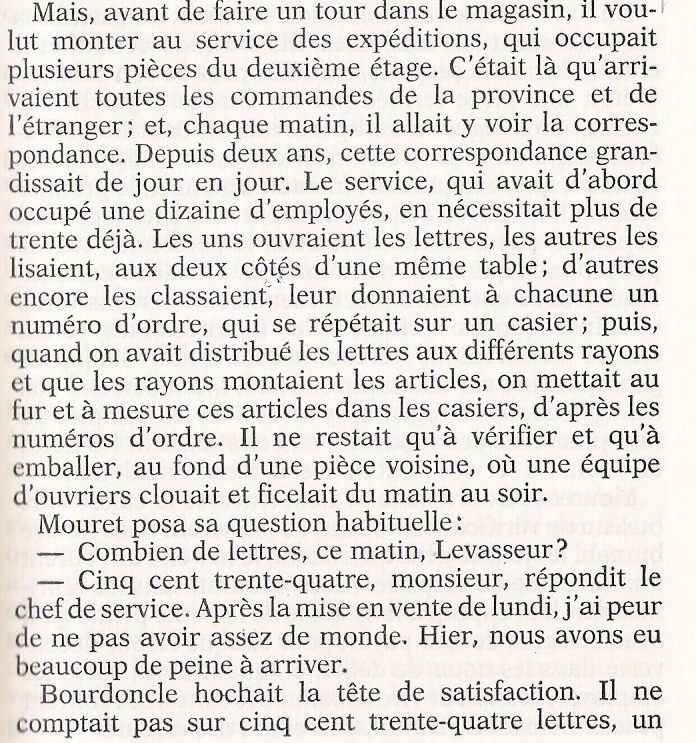 Mais, avant de faire un tour dans le magasin, il vou-
lut monter au service des expéditions, qui occupait
plusieurs pièces du deuxième étage. C'était là qu'arri-
vaient toutes les commandes de la province et de
l'étranger ; et, chaque matin, il allait y voir la corres-
pondance. Depuis deux ans, cette correspondance gran-
dissait de jour en jour. Le service, qui avait d'abord
occupé une dizaine d'employés, en nécessitait plus de
trente déjà. Les uns ouvraient les lettres, les autres les
lisaient, aux deux côtés d'une même table ; d'autres
encore les classaient, leur donnaient à chacune un
numéro d'ordre, qui se répétait sur un casier ; puis,
quand on avait distribué les lettres aux différents rayons
et que les rayons montaient les articles, on mettait au
fur et à mesure ces articles dans les casiers, d'après les
numéros d'ordre. Il ne restait qu'à vérifier et qu'à
emballer, au fond d'une pièce voisine, où une équipe
d'ouvriers clouait et ficelait du matin au soir.
Mouret posa sa question habituelle :
— Combien de lettres, ce matin, Levasseur ?
— Cinq cent trente-quatre, monsieur, répondit le
chef de service. Après la mise en vente de lundi, j'ai peur
de ne pas avoir assez de monde. Hier, nous avons eu
beaucoup de peine à arriver.
Bourdoncle hochait la tête de satisfaction. Il ne
comptait pas sur cinq cent trente-quatre lettres, un